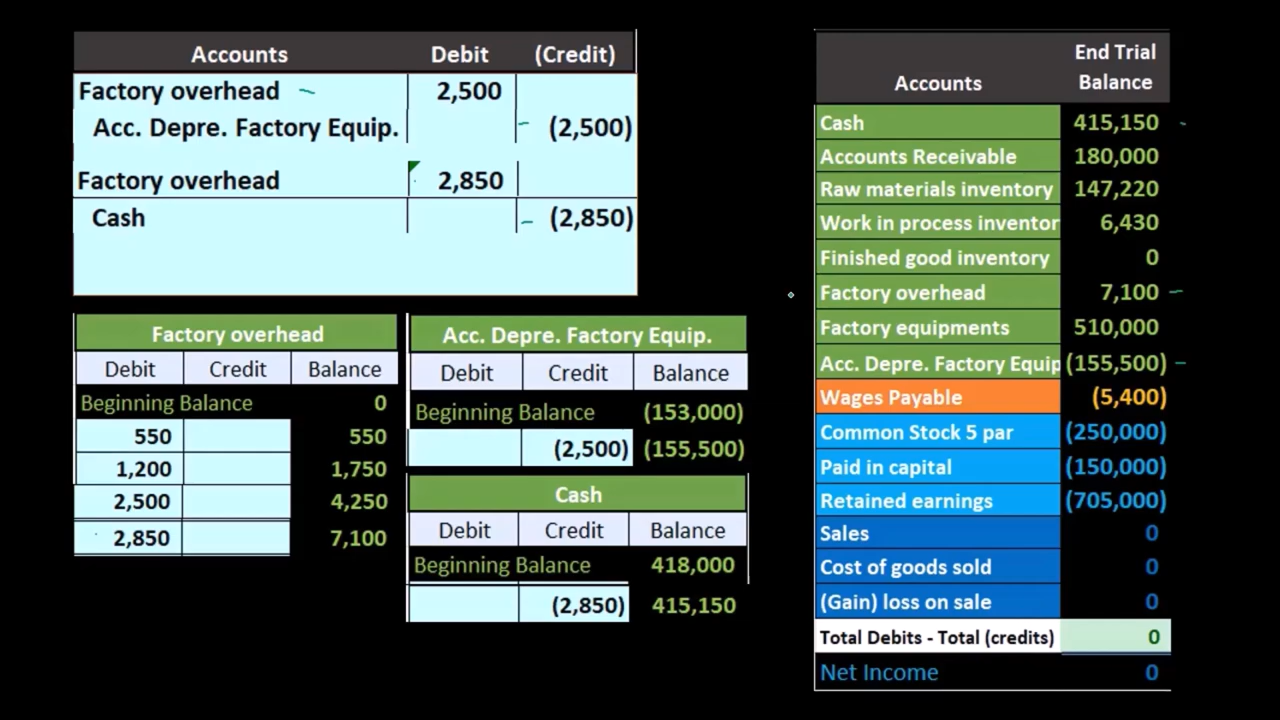 Accounts Debit (Credit)
Factory overhead 2,500
Acc. Depre. Factory Equip. (2,500)
Factory overhead 2,850
Cash (2,850)
Factory overhead
Debit Credit Balance
Beginning Balance 0
550 550
1,200 1,750
2,500 4,250
2,850 7,100
Acc. Depre. Factory Equip.
Debit Credit Balance
Beginning Balance (153,000)
(2,500) (155,500)
Cash
Debit Credit Balance
Beginning Balance 418,000
(2,850) 415,150
End Trial
Accounts Balance
Cash 415,150
Accounts Receivable 180,000
Raw materials inventory 147,220
Work in process inventor 6,430
Finished good inventory 0
Factory overhead 7,100
Factory equipments 510,000
Acc. Depre. Factory Equip (155,500)
Wages Payable (5,400)
Common Stock 5 par (250,000)
Paid in capital (150,000)
Retained earnings (705,000)
Sales 0
Cost of goods sold 0
(Gain) loss on sale 0
Total Debits - Total (credits) 0
Net Income 0